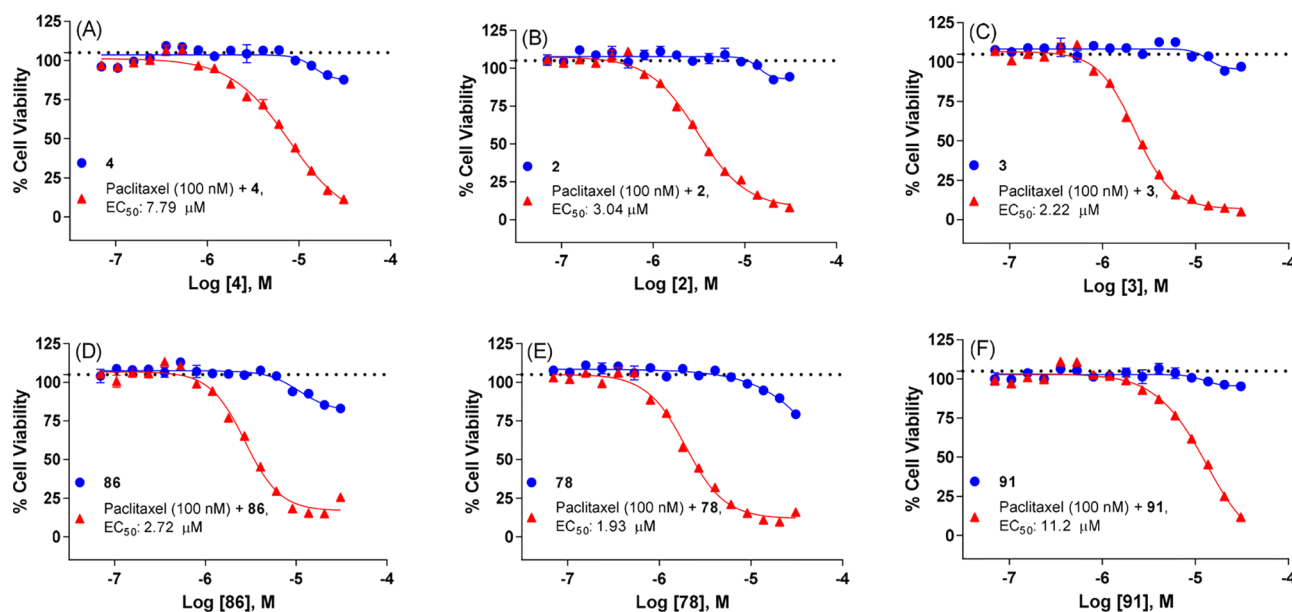 (A)
125
100
75
50
25
0
% Cell Viability
4
Paclitaxel (100 nM) + 4,
EC50: 7.79 μM
-7 -6 -5 -4
Log [4], M
(B)
125
100
75
50
25
0
% Cell Viability
2
Paclitaxel (100 nM) + 2,
EC50: 3.04 μM
-7 -6 -5 -4
Log [2], M
(C)
125
100
75
50
25
0
% Cell Viability
3
Paclitaxel (100 nM) + 3,
EC50: 2.22 μM
-7 -6 -5 -4
Log [3], M
(D)
125
100
75
50
25
0
% Cell Viability
86
Paclitaxel (100 nM) + 86,
EC50: 2.72 μM
-7 -6 -5 -4
Log [86], M
(E)
125
100
75
50
25
0
% Cell Viability
78
Paclitaxel (100 nM) + 78,
EC50: 1.93 μM
-7 -6 -5 -4
Log [78], M
(F)
125
100
75
50
25
0
% Cell Viability
91
Paclitaxel (100 nM) + 91,
EC50: 11.2 μM
-7 -6 -5 -4
Log [91], M